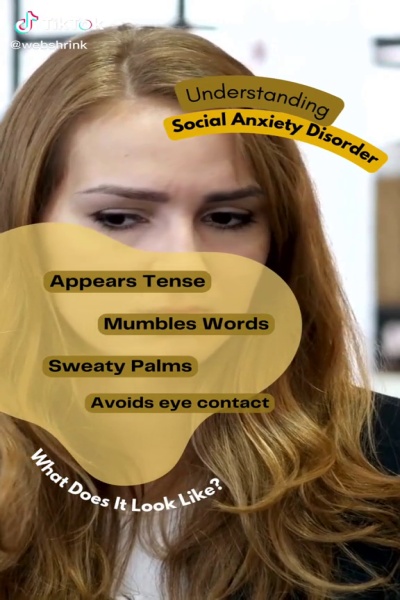 TikTok
@webshrink
Understanding
Social Anxiety Disorder
Appears Tense
Mumbles Words
Sweaty Palms
Avoids eye contact
What Does It Look Like?